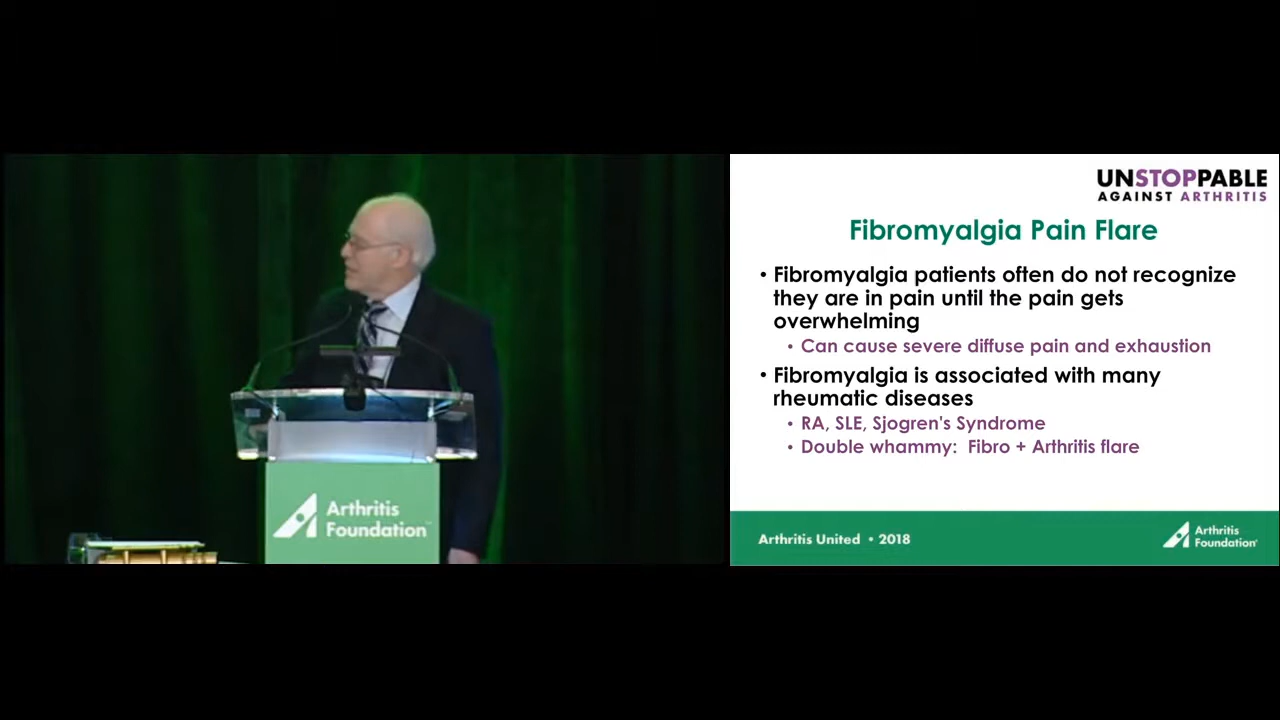 Arthritis
Foundation
UNSTOPPABLE
AGAINST ARTHRITIS
Fibromyalgia Pain Flare
• Fibromyalgia patients often do not recognize
they are in pain until the pain gets
overwhelming
• Can cause severe diffuse pain and exhaustion
• Fibromyalgia is associated with many
rheumatic diseases
• RA, SLE, Sjogren's Syndrome
• Double whammy: Fibro + Arthritis flare
Arthritis United • 2018
Arthritis
Foundation